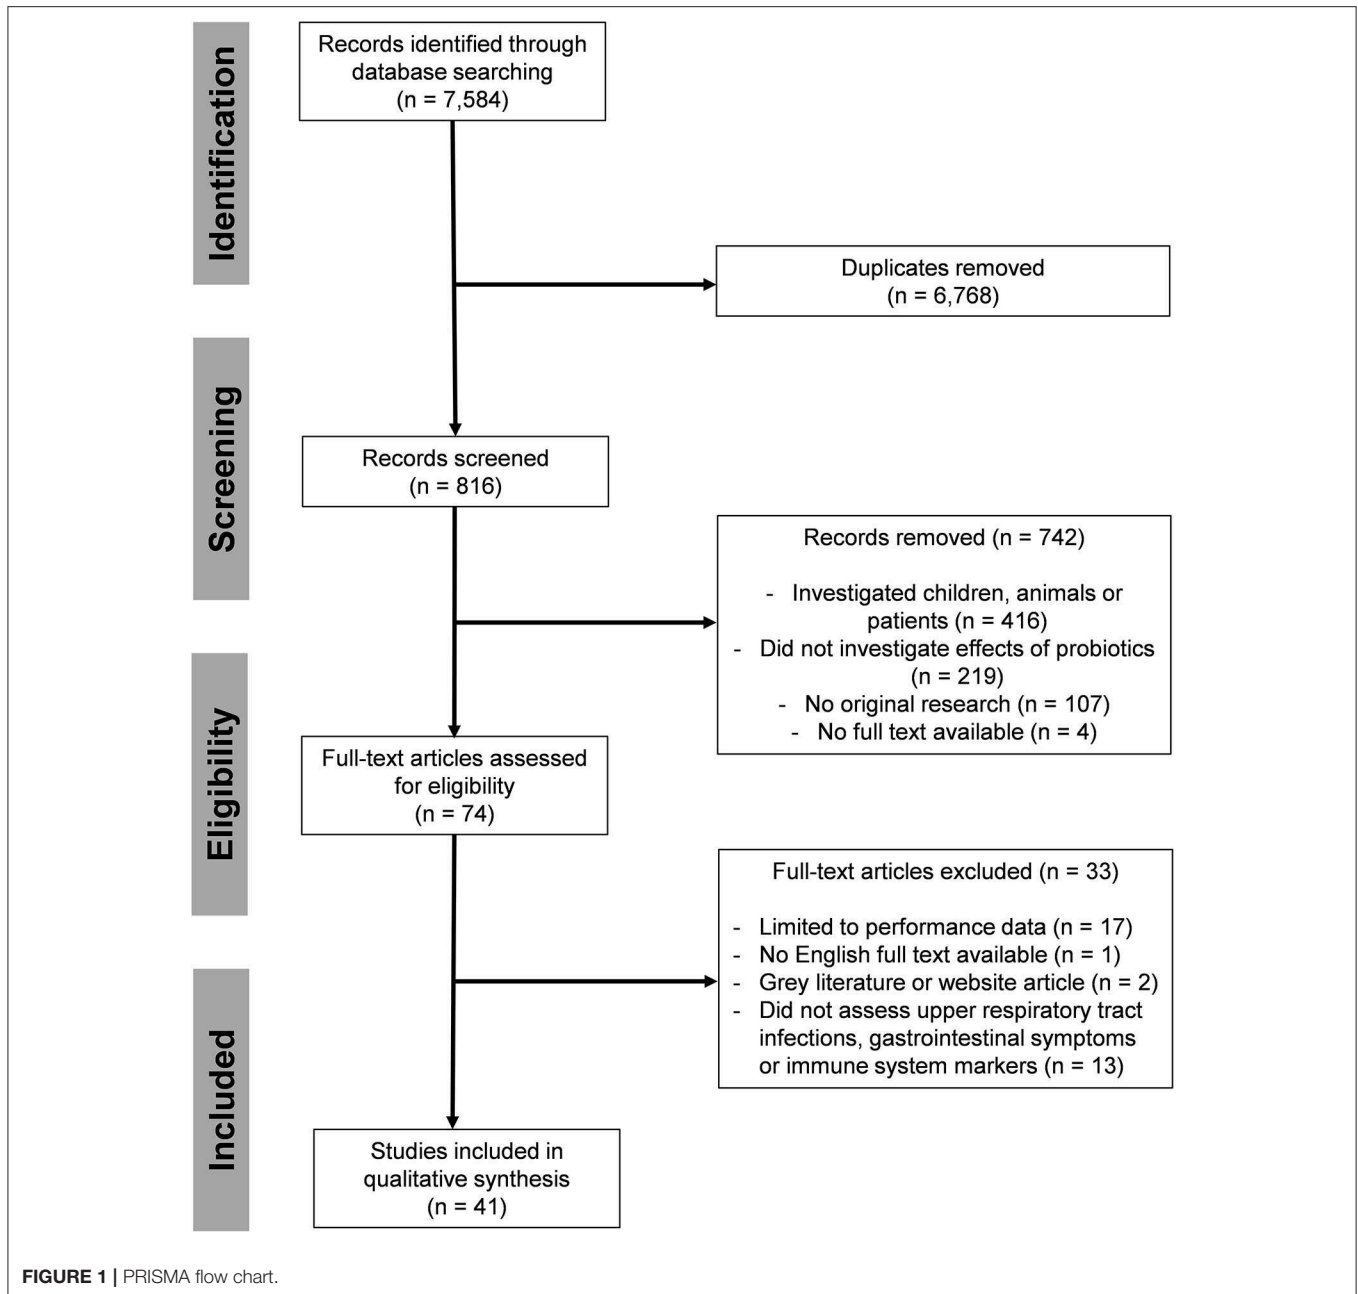 Identification
Records identified through
database searching
(n = 7,584)
Duplicates removed
(n = 6,768)
Screening
Records screened
(n = 816)
Records removed (n = 742)
- Investigated children, animals or
patients (n = 416)
- Did not investigate effects of probiotics
(n = 219)
- No original research (n = 107)
- No full text available (n = 4)
Eligibility
Full-text articles assessed
for eligibility
(n = 74)
Full-text articles excluded (n = 33)
- Limited to performance data (n = 17)
- No English full text available (n = 1)
- Grey literature or website article (n = 2)
- Did not assess upper respiratory tract
infections, gastrointestinal symptoms
or immune system markers (n = 13)
Included
Studies included in
qualitative synthesis
(n = 41)
FIGURE 1 | PRISMA flow chart.